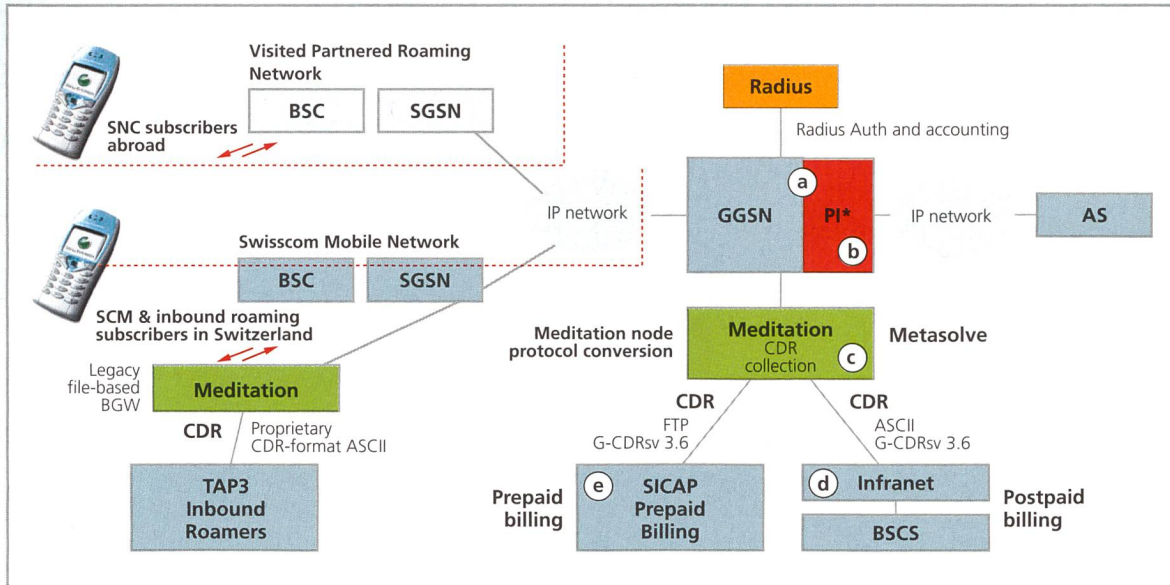 Visited Partnered Roaming
Network
BSC
SGSN
SNC subscribers
abroad
Radius
Radius Auth and accounting
a
GGSN
PI*
b
IP network
IP network
AS
Swisscom Mobile Network
BSC
SGSN
SCM & inbound roaming
subscribers in Switzerland
Legacy
file-based
BGW
Meditation
CDR
Proprietary
CDR-format ASCII
TAP3
Inbound
Roamers
Meditation node
protocol conversion
Meditation
CDR
collection
c
Metasolve
CDR
FTP
G-CDRsv 3.6
CDR
ASCII
G-CDRsv 3.6
Prepaid
billing
e
SICAP
Prepaid
Billing
d
Infranet
BSCS
Postpaid
billing